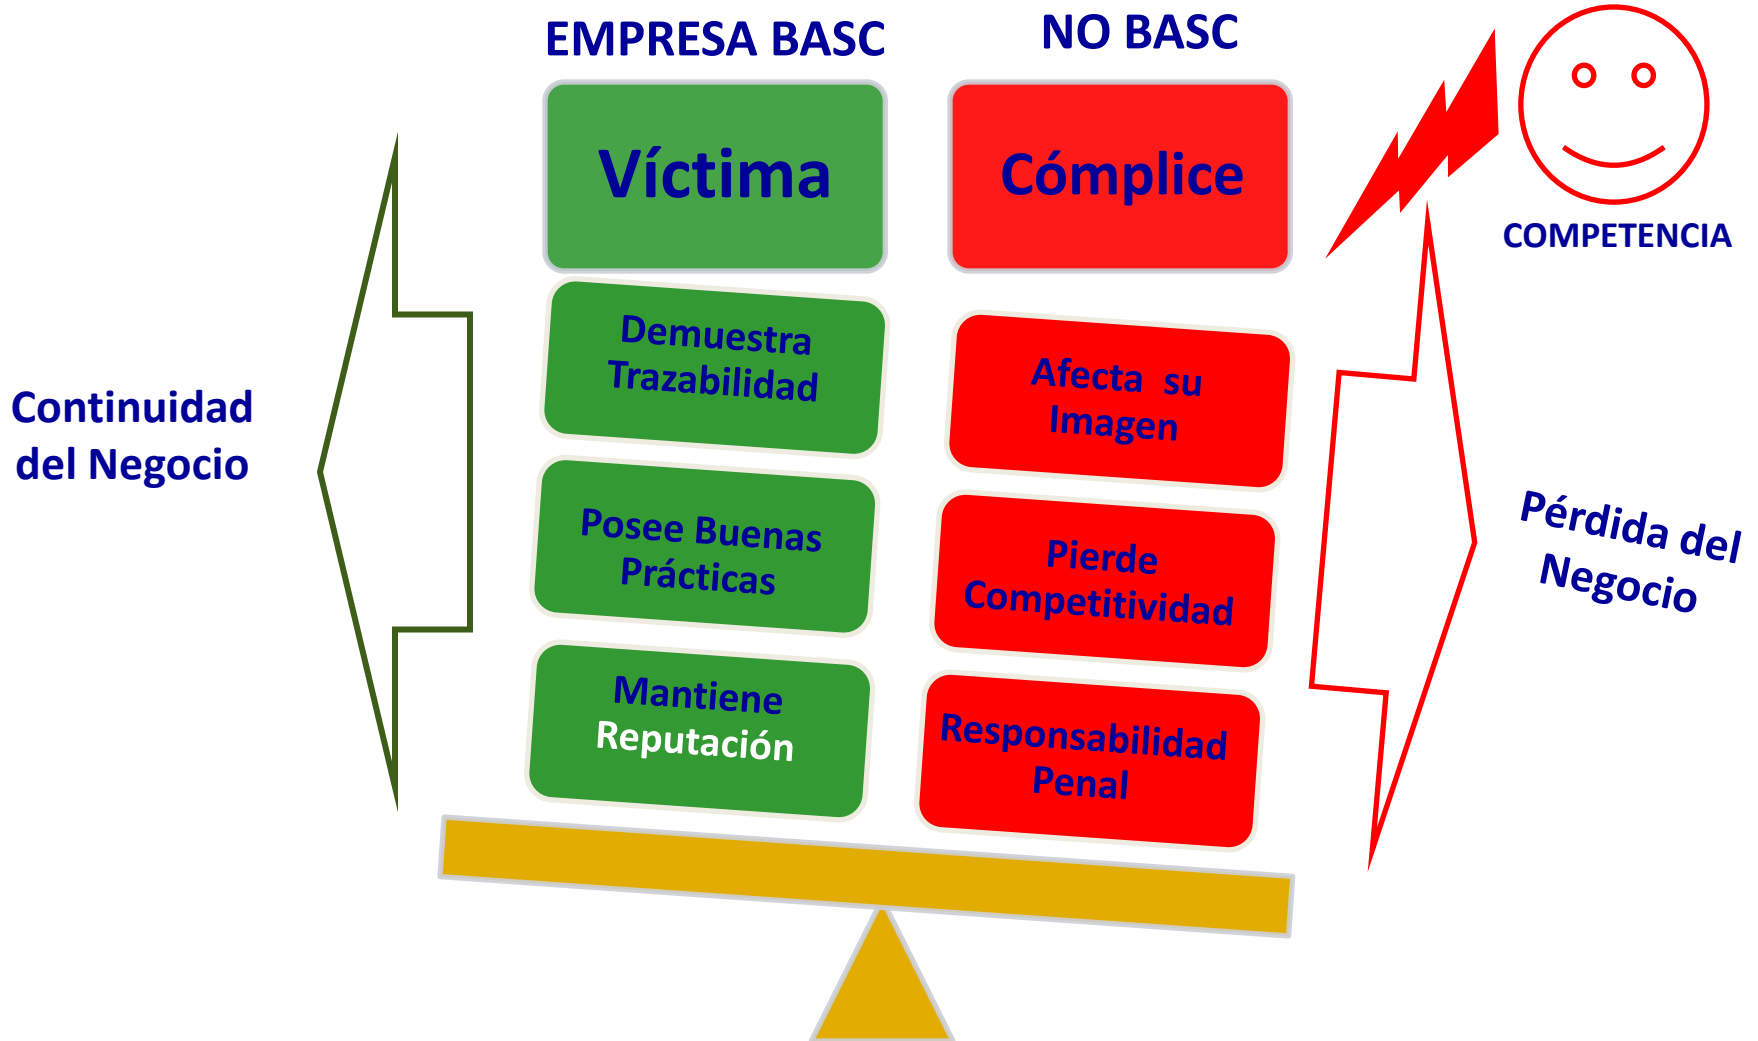 EMPRESA BASC
NO BASC
Víctima
Cómplice
COMPETENCIA
Demuestra
Trazabilidad
Afecta su
Imagen
Continuidad
del Negocio
Posee Buenas
Prácticas
Pierde
Competitividad
Pérdida del
Negocio
Mantiene
Reputación
Responsabilidad
Penal